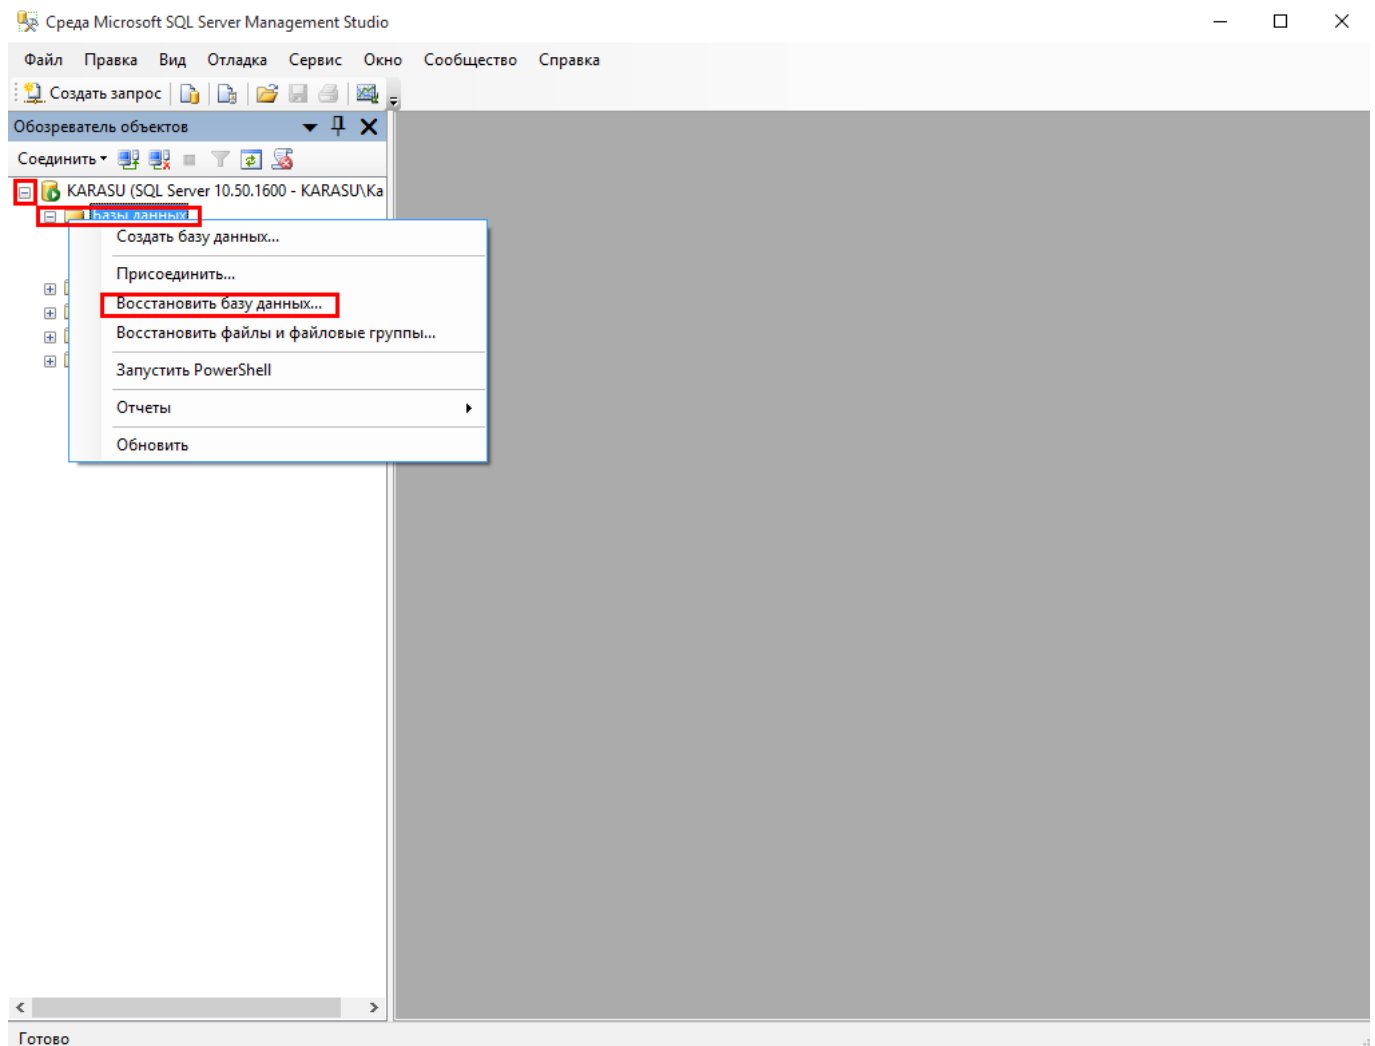 Среда Microsoft SQL Server Management Studio
Файл Правка Вид Отладка Сервис Окно Сообщество Справка
Создать запрос
Обозреватель объектов
Соединить
KARASU (SQL Server 10.50.1600 - KARASU\Ka
Базы данных
Создать базу данных...
Присоединить...
Восстановить базу данных...
Восстановить файлы и файловые группы...
Запустить PowerShell
Отчеты
Обновить
Готово